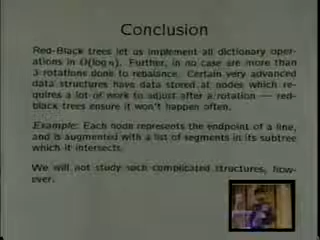 Conclusion
Red-Black trees let us implement all dictionary oper-
ations in O(log n). Further, in no case are more than
3 rotations done to rebalance. Certain very advanced
data structures have data stored at nodes which re-
quires a lot of work to adjust after a rotation — red-
black trees ensure it won't happen often.
Example: Each node represents the endpoint of a line,
and is augmented with a list of segments in its subtree
which it intersects.
We will not study such complicated structures, how-
ever.